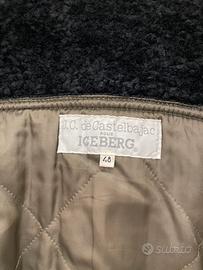 J.C. de Castelbajac
POUR
ICEBERG
48
subito